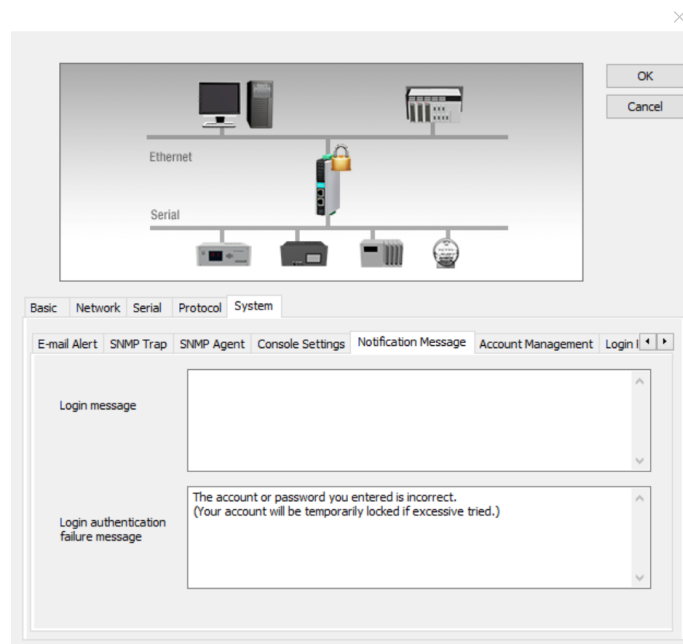 OK
Cancel
Ethernet
Serial
Basic Network Serial Protocol System
E-mail Alert SNMP Trap SNMP Agent Console Settings Notification Message Account Management Login
Login message
The account or password you entered is incorrect.
(Your account will be temporarily locked if excessive tried.)
Login authentication
failure message